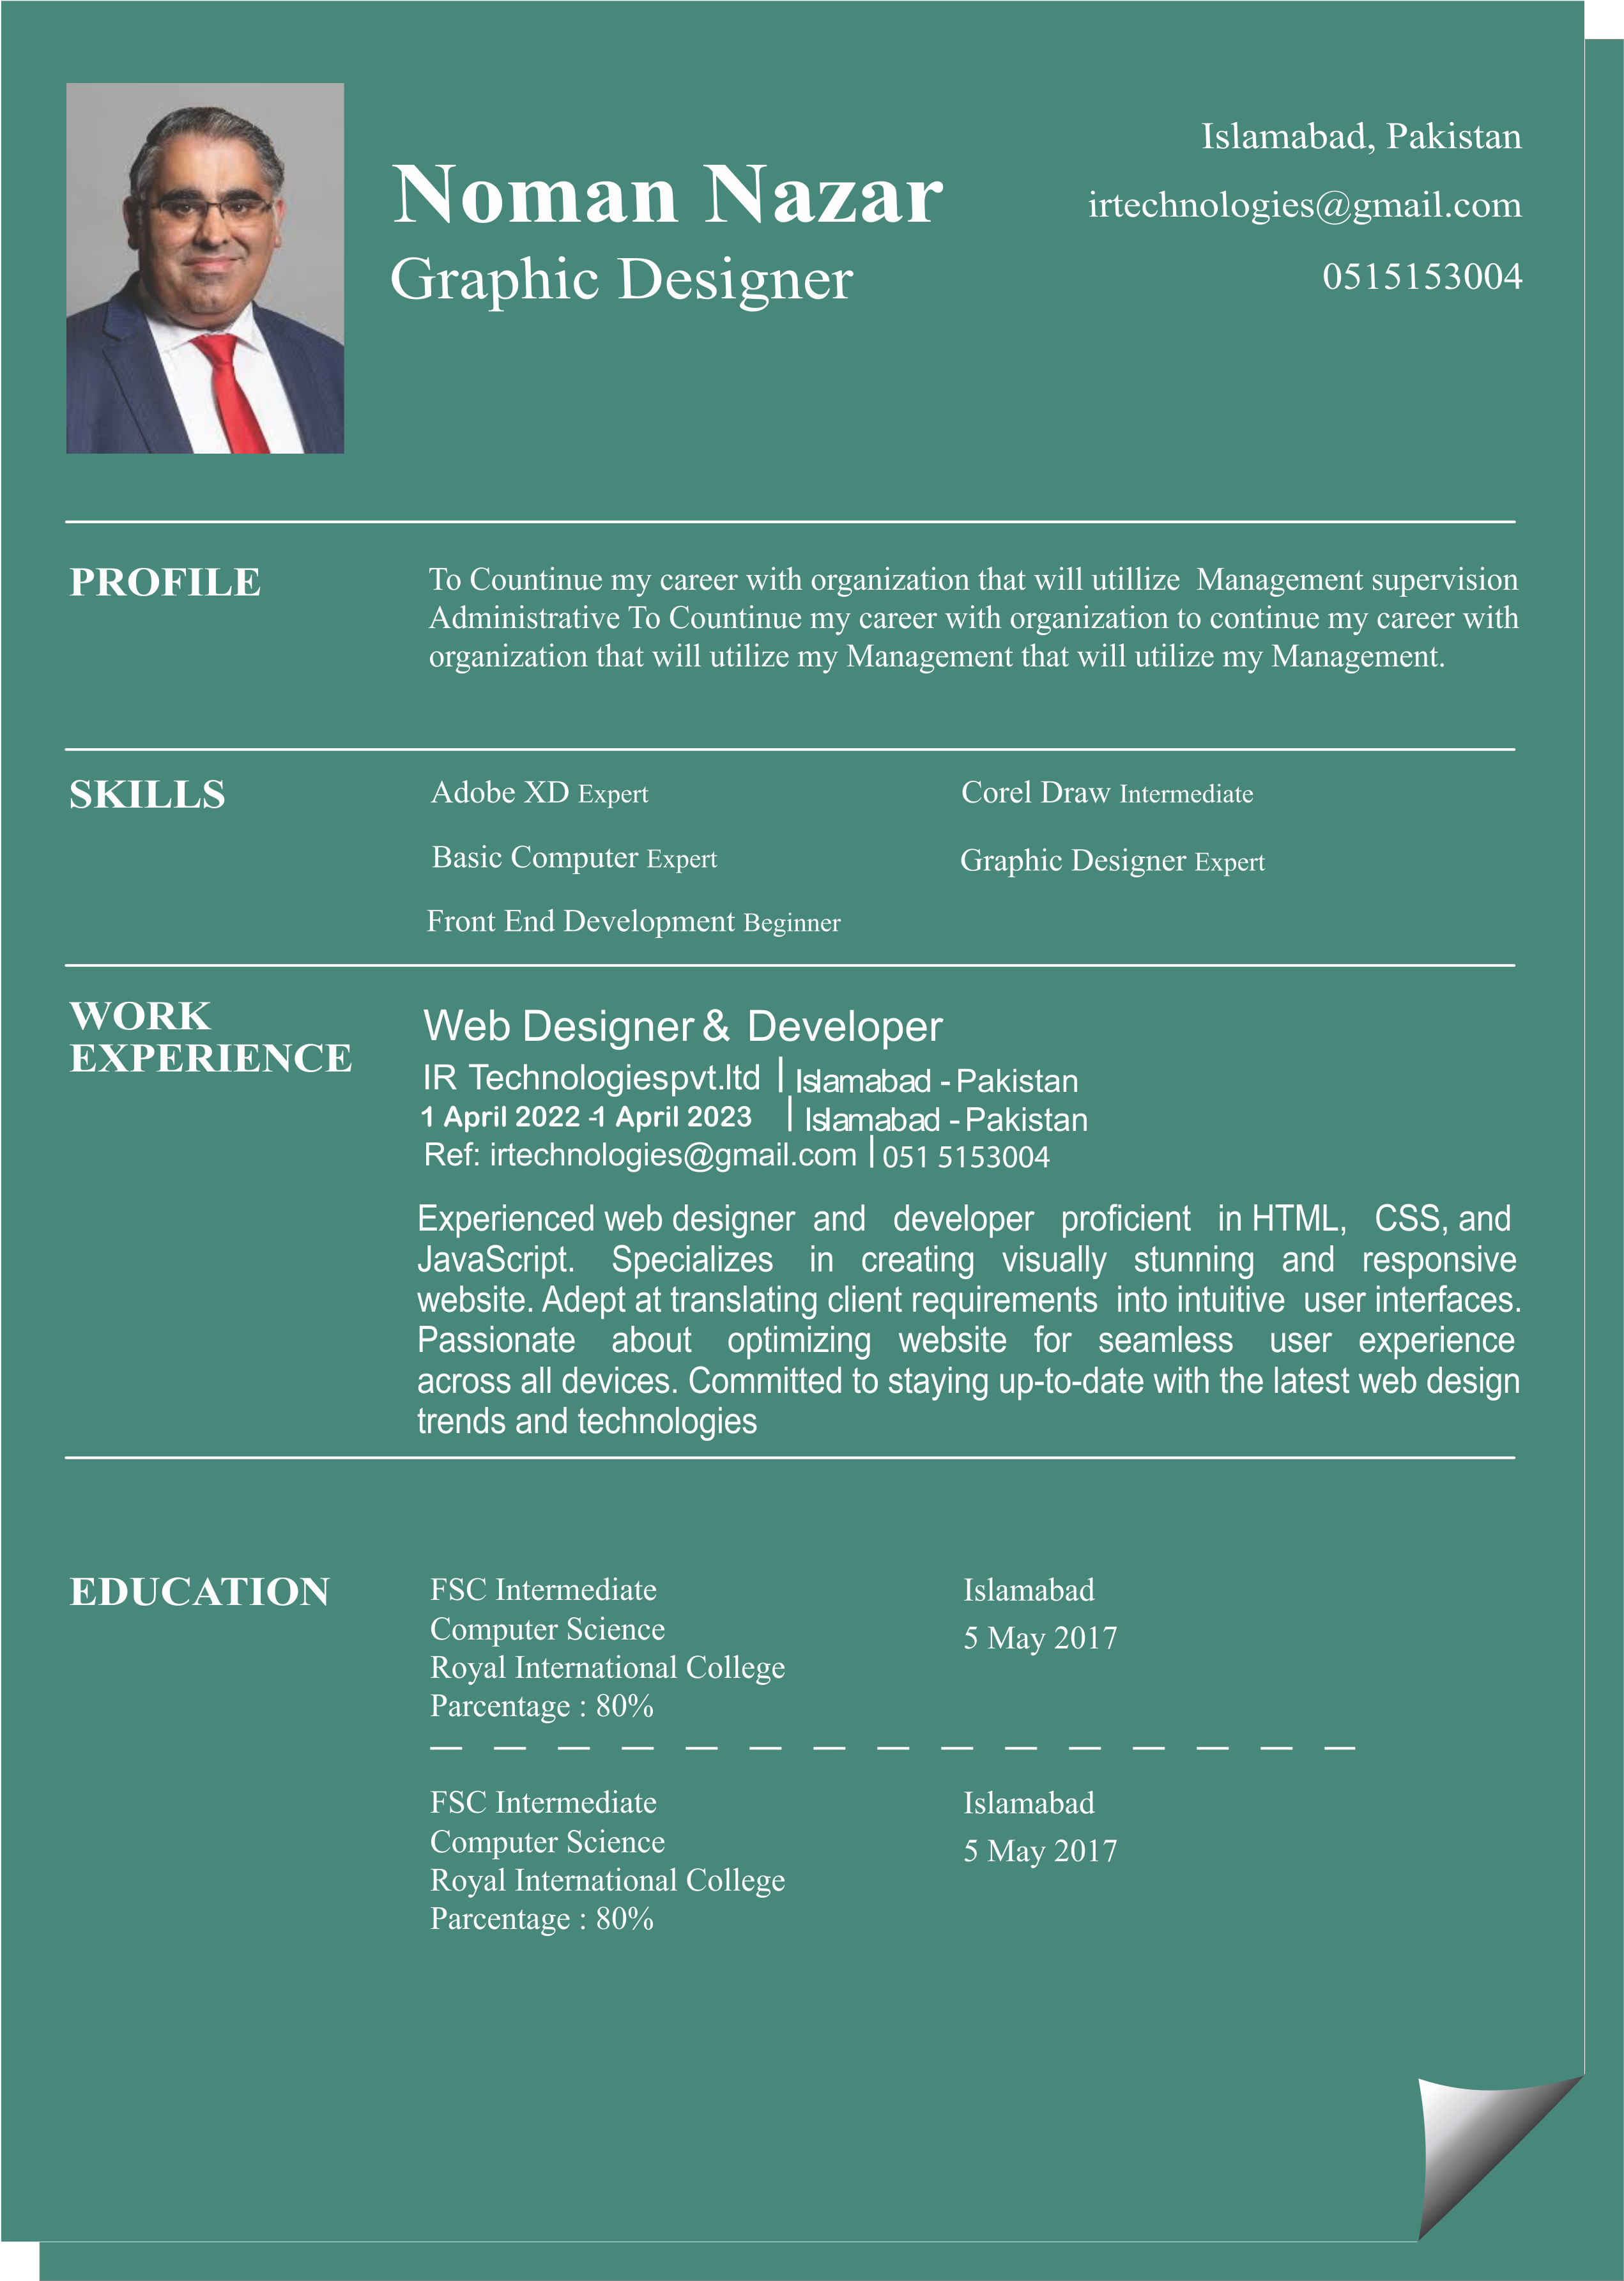 Noman Nazar
Graphic Designer
Islamabad, Pakistan
irtechnologies@gmail.com
0515153004
PROFILE
To Countinue my career with organization that will utillize Management supervision
Administrative To Countinue my career with organization to continue my career with
organization that will utilize my Management that will utilize my Management.
SKILLS
Adobe XD Expert
Corel Draw Intermediate
Basic Computer Expert
Graphic Designer Expert
Front End Development Beginner
WORK
EXPERIENCE
Web Designer & Developer
IR Technologiespvt.ltd | Islamabad - Pakistan
1 April 2022 -1 April 2023 | Islamabad - Pakistan
Ref: irtechnologies@gmail.com | 051 5153004
Experienced web designer and developer proficient in HTML, CSS, and
JavaScript. Specializes in creating visually stunning and responsive
website. Adept at translating client requirements into intuitive user interfaces.
Passionate about optimizing website for seamless user experience
across all devices. Committed to staying up-to-date with the latest web design
trends and technologies
EDUCATION
FSC Intermediate
Computer Science
Royal International College
Parcentage : 80%
Islamabad
5 May 2017
FSC Intermediate
Computer Science
Royal International College
Parcentage : 80%
Islamabad
5 May 2017